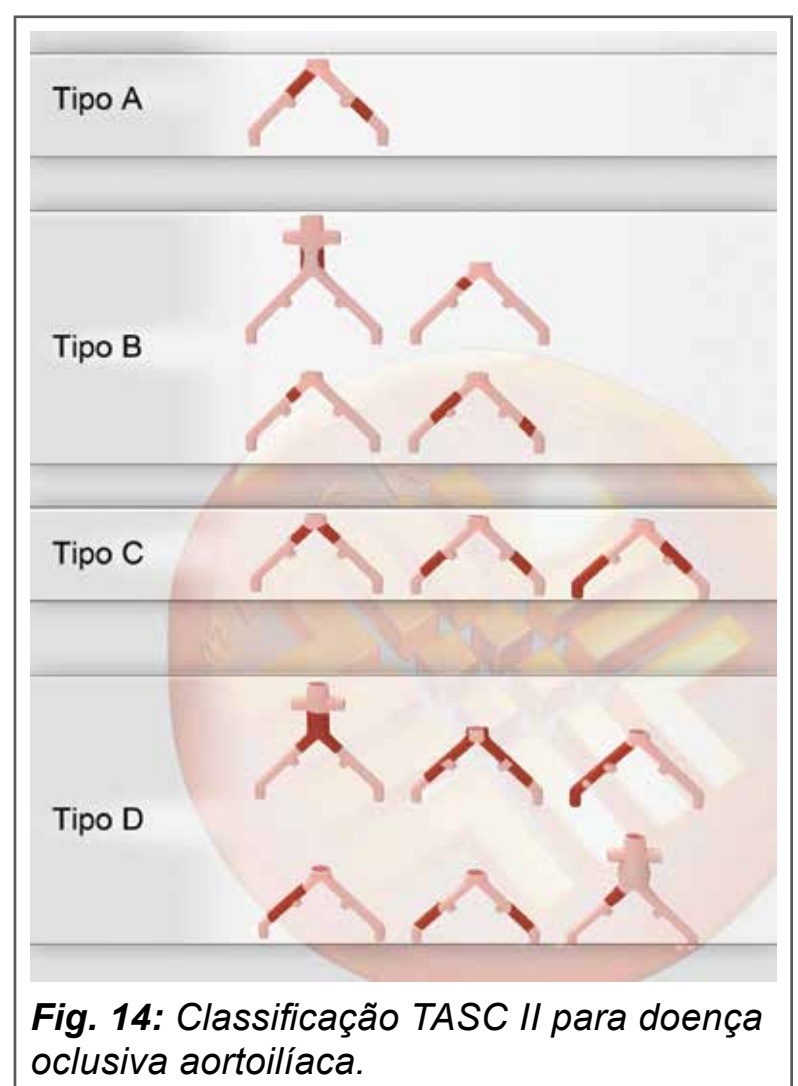 Tipo A
Tipo B
Tipo C
Tipo D
Fig. 14: Classificação TASC II para doença
oclusiva aortoilíaca.